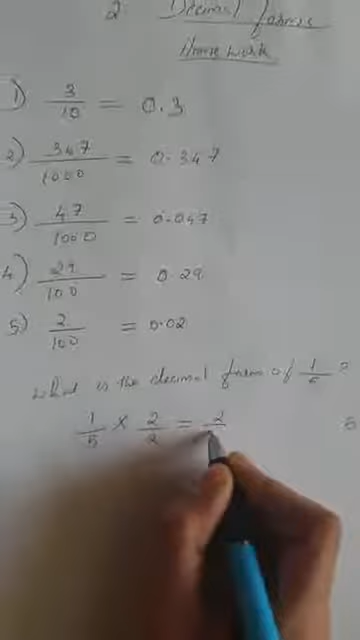 2 Decimal forms
Home work
1) 3/10 = 0.3
2) 347/1000 = 0.347
3) 47/1000 = 0.047
4) 29/100 = 0.29
5) 2/100 = 0.02
What is the decimal form of 1/5 ?
1/5 × 2/2 = 2/